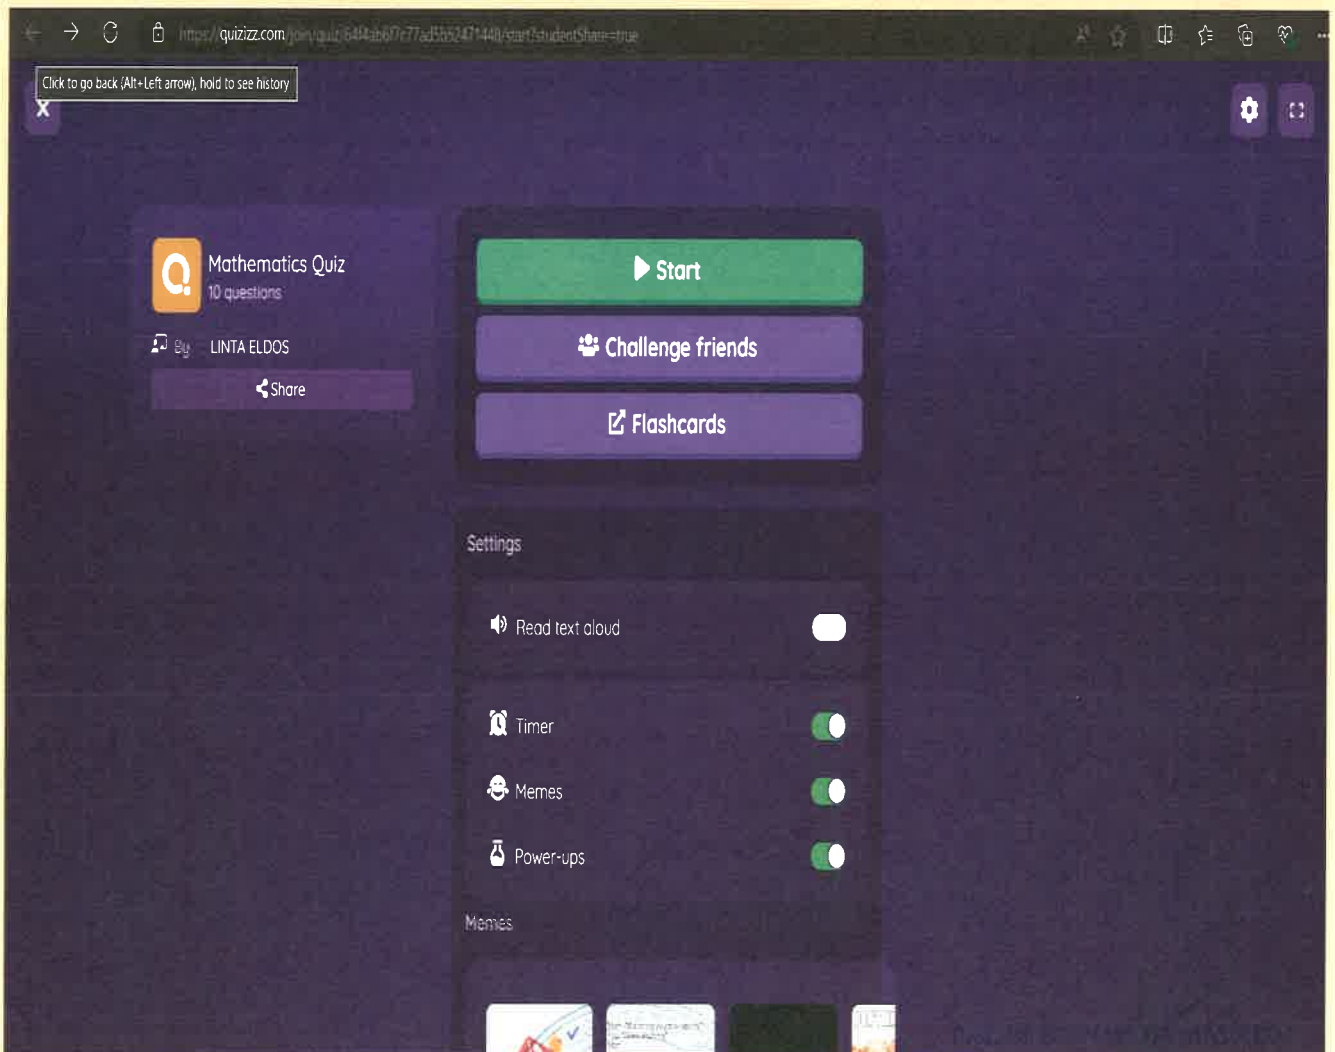 quizizz.com
Click to go back (Alt+Left arrow), hold to see history
X
Mathematics Quiz
10 questions
By: LINTA ELDOS
Share
Start
Challenge friends
Flashcards
Settings
Read text aloud
Timer
Memes
Power-ups
Memes